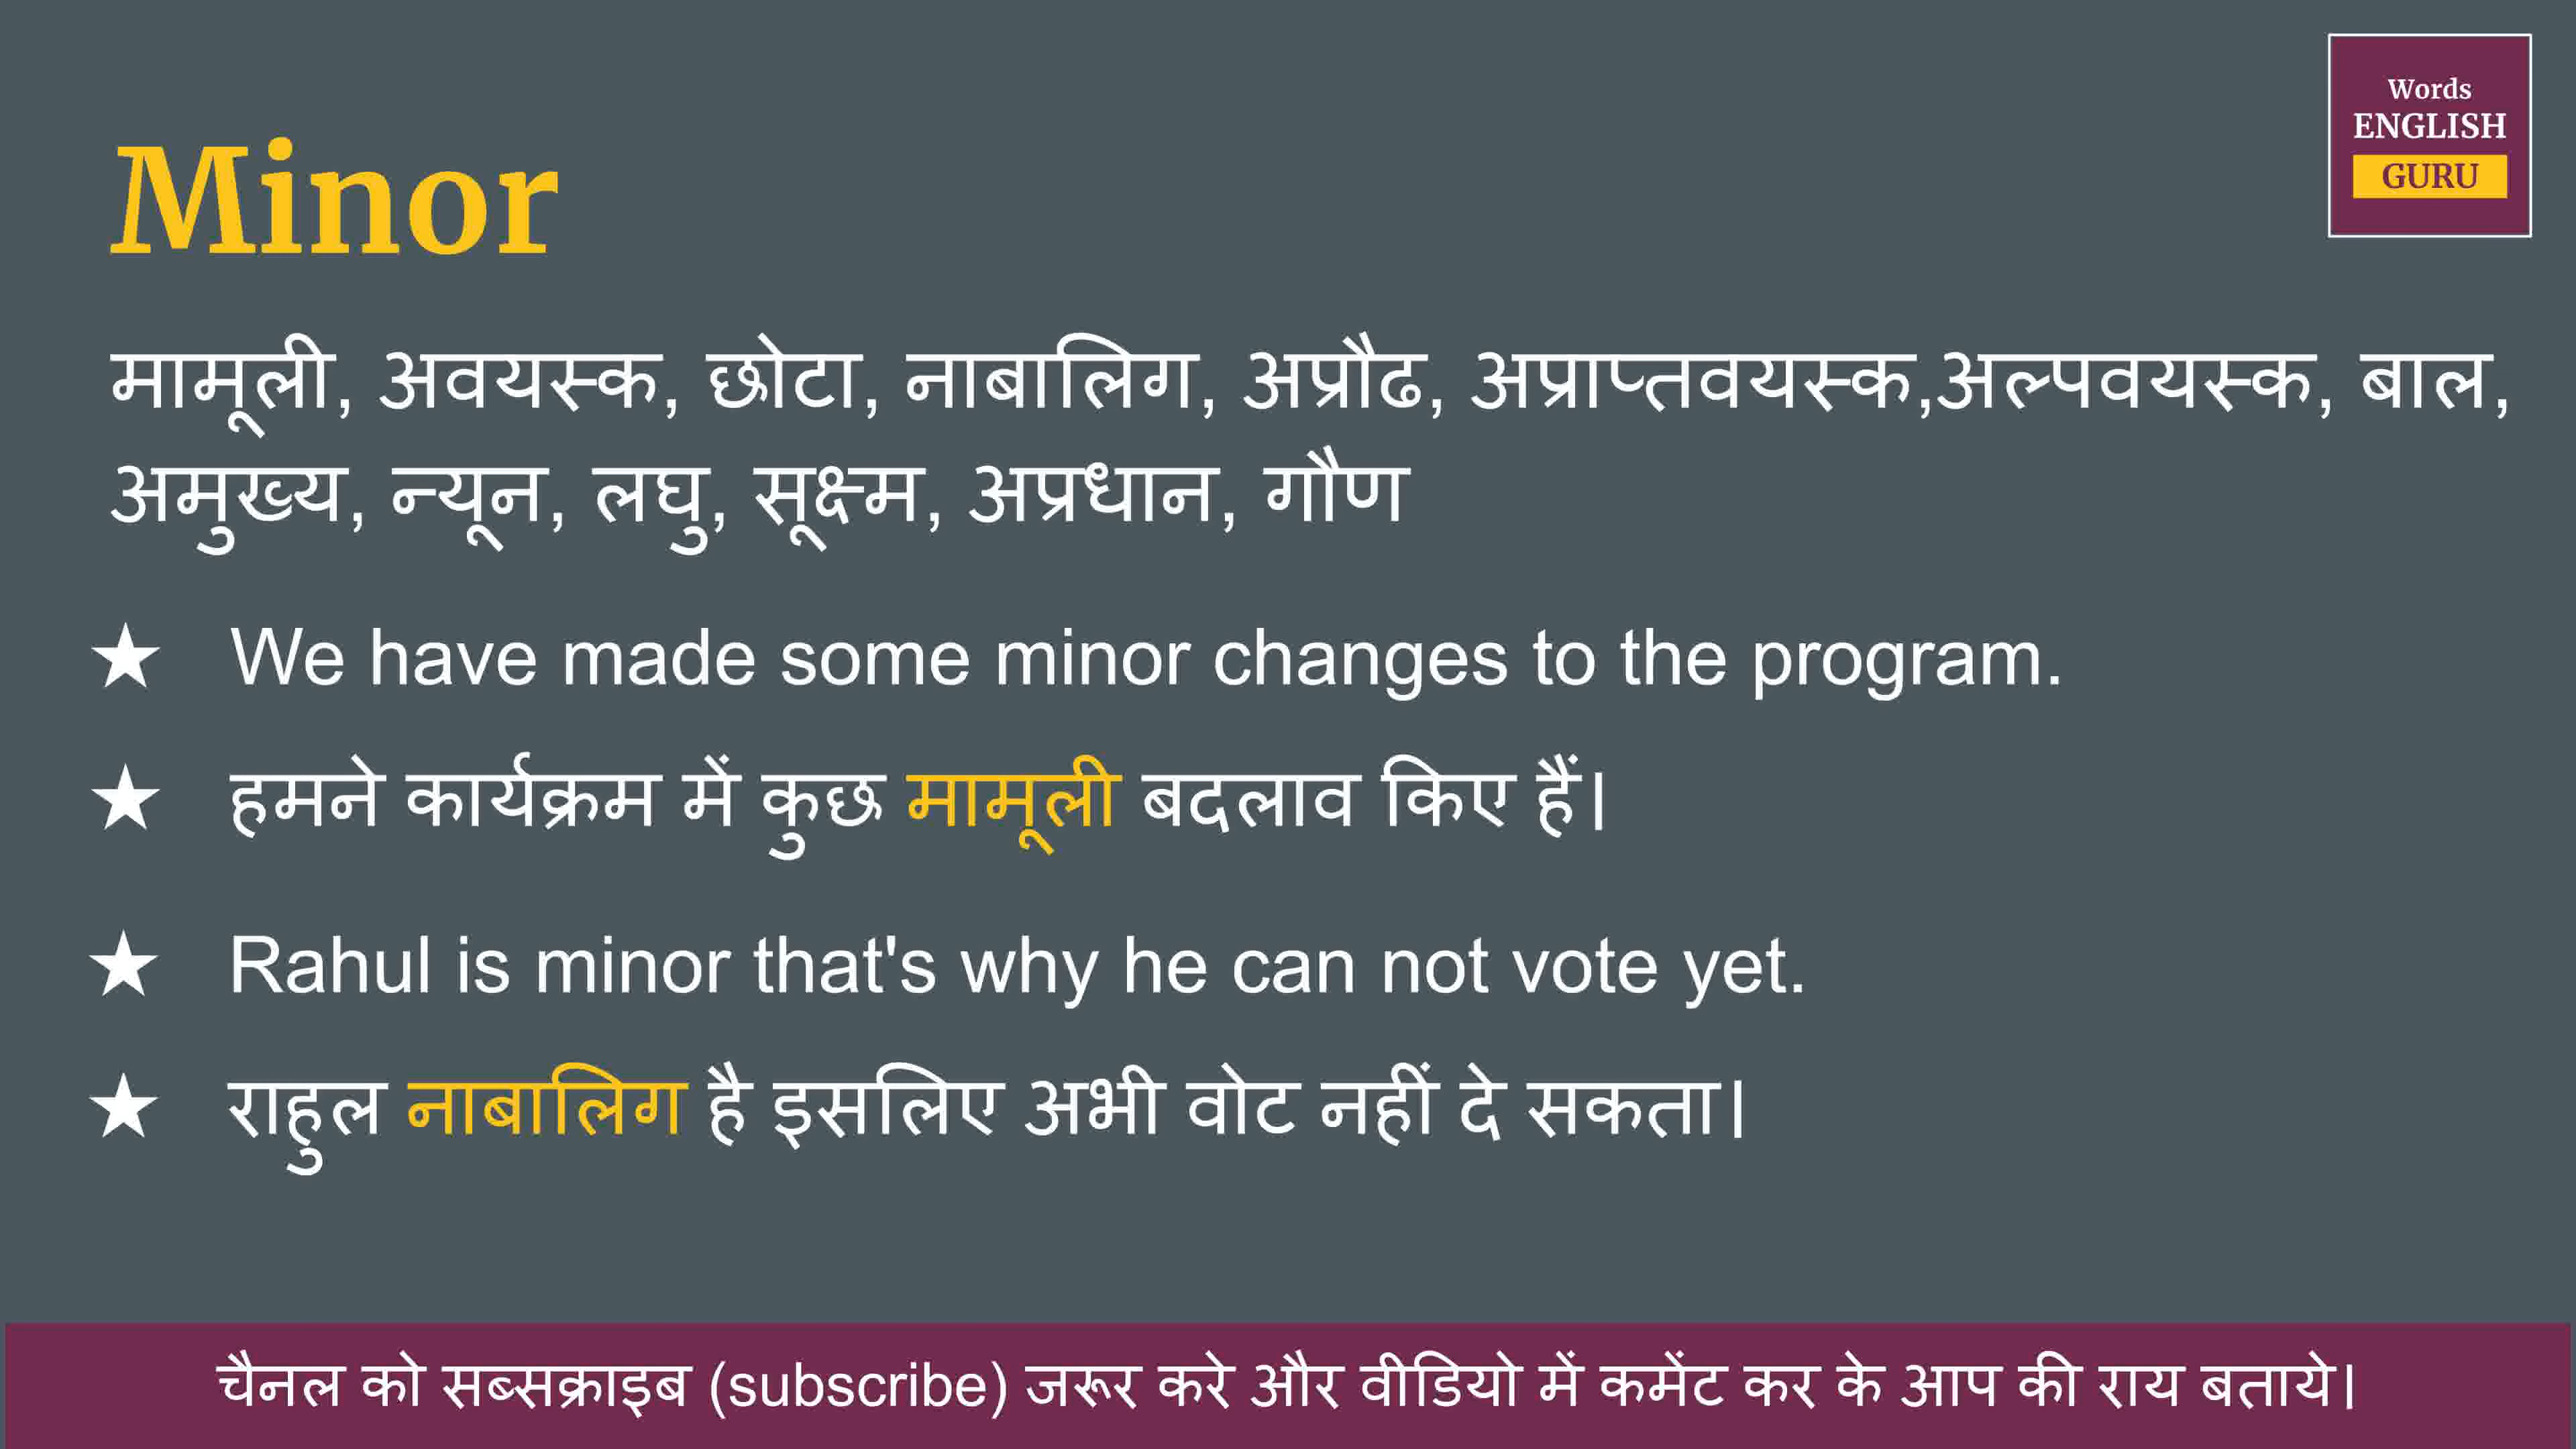 Words
ENGLISH
GURU
Minor
मामूली, अवयस्क, छोटा, नाबालिग, अप्रौढ, अप्राप्तवयस्क,अल्पवयस्क, बाल,
अमुख्य, न्यून, लघु, सूक्ष्म, अप्रधान, गौण
★ We have made some minor changes to the program.
★ हमने कार्यक्रम में कुछ मामूली बदलाव किए हैं।
★ Rahul is minor that's why he can not vote yet.
★ राहुल नाबालिग है इसलिए अभी वोट नहीं दे सकता।
चैनल को सब्सक्राइब (subscribe) जरूर करे और वीडियो में कमेंट कर के आप की राय बताये।